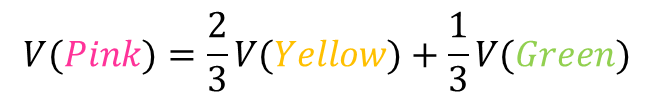 V(Pink) = 2/3 V(Yellow) + 1/3 V(Green)